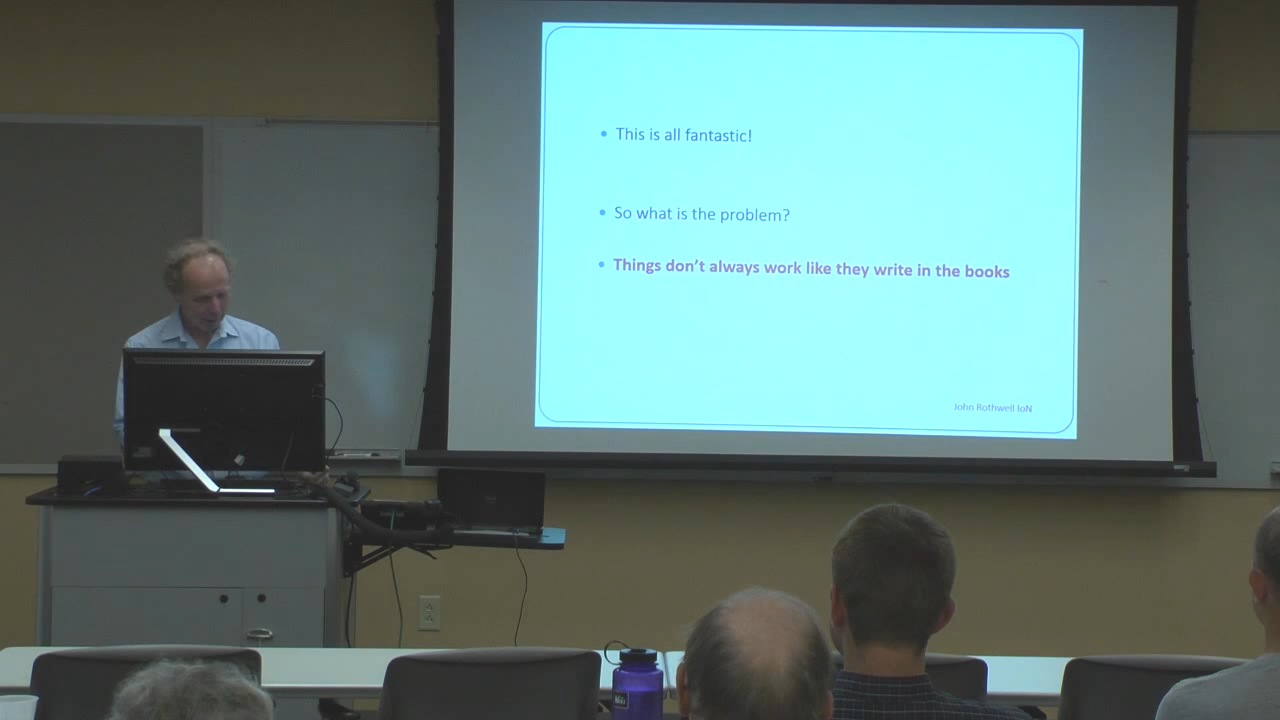 • This is all fantastic!
• So what is the problem?
• Things don't always work like they write in the books
John Rothwell IoN